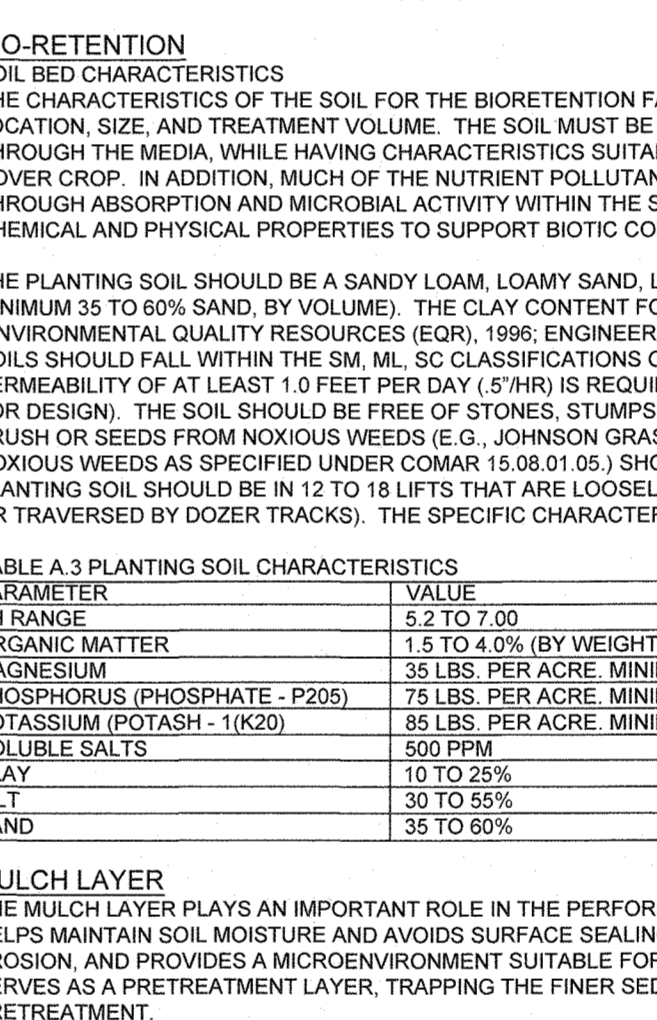 O-RETENTION
OIL BED CHARACTERISTICS
HE CHARACTERISTICS OF THE SOIL FOR THE BIORETENTION FA
OCATION, SIZE, AND TREATMENT VOLUME. THE SOIL MUST BE
HROUGH THE MEDIA, WHILE HAVING CHARACTERISTICS SUITA
OVER CROP. IN ADDITION, MUCH OF THE NUTRIENT POLLUTAN
HROUGH ABSORPTION AND MICROBIAL ACTIVITY WITHIN THE S
HEMICAL AND PHYSICAL PROPERTIES TO SUPPORT BIOTIC CO
HE PLANTING SOIL SHOULD BE A SANDY LOAM, LOAMY SAND, L
INIMUM 35 TO 60% SAND, BY VOLUME). THE CLAY CONTENT FO
NVIRONMENTAL QUALITY RESOURCES (EQR), 1996; ENGINEER
OILS SHOULD FALL WITHIN THE SM, ML, SC CLASSIFICATIONS O
ERMEABILITY OF AT LEAST 1.0 FEET PER DAY (.5"/HR) IS REQUI
OR DESIGN). THE SOIL SHOULD BE FREE OF STONES, STUMPS
RUSH OR SEEDS FROM NOXIOUS WEEDS (E.G., JOHNSON GRAS
OXIOUS WEEDS AS SPECIFIED UNDER COMAR 15.08.01.05.) SHO
LANTING SOIL SHOULD BE IN 12 TO 18 LIFTS THAT ARE LOOSEL
R TRAVERSED BY DOZER TRACKS). THE SPECIFIC CHARACTER
ABLE A.3 PLANTING SOIL CHARACTERISTICS
ARAMETER VALUE
H RANGE 5.2 TO 7.00
RGANIC MATTER 1.5 TO 4.0% (BY WEIGHT
AGNESIUM 35 LBS. PER ACRE. MINI
HOSPHORUS (PHOSPHATE - P205) 75 LBS. PER ACRE. MINI
OTASSIUM (POTASH - 1(K20) 85 LBS. PER ACRE. MINI
OLUBLE SALTS 500 PPM
LAY 10 TO 25%
LT 30 TO 55%
AND 35 TO 60%
ULCH LAYER
HE MULCH LAYER PLAYS AN IMPORTANT ROLE IN THE PERFOR
ELPS MAINTAIN SOIL MOISTURE AND AVOIDS SURFACE SEALIN
ROSION, AND PROVIDES A MICROENVIRONMENT SUITABLE FOR
ERVES AS A PRETREATMENT LAYER, TRAPPING THE FINER SED
RETREATMENT.